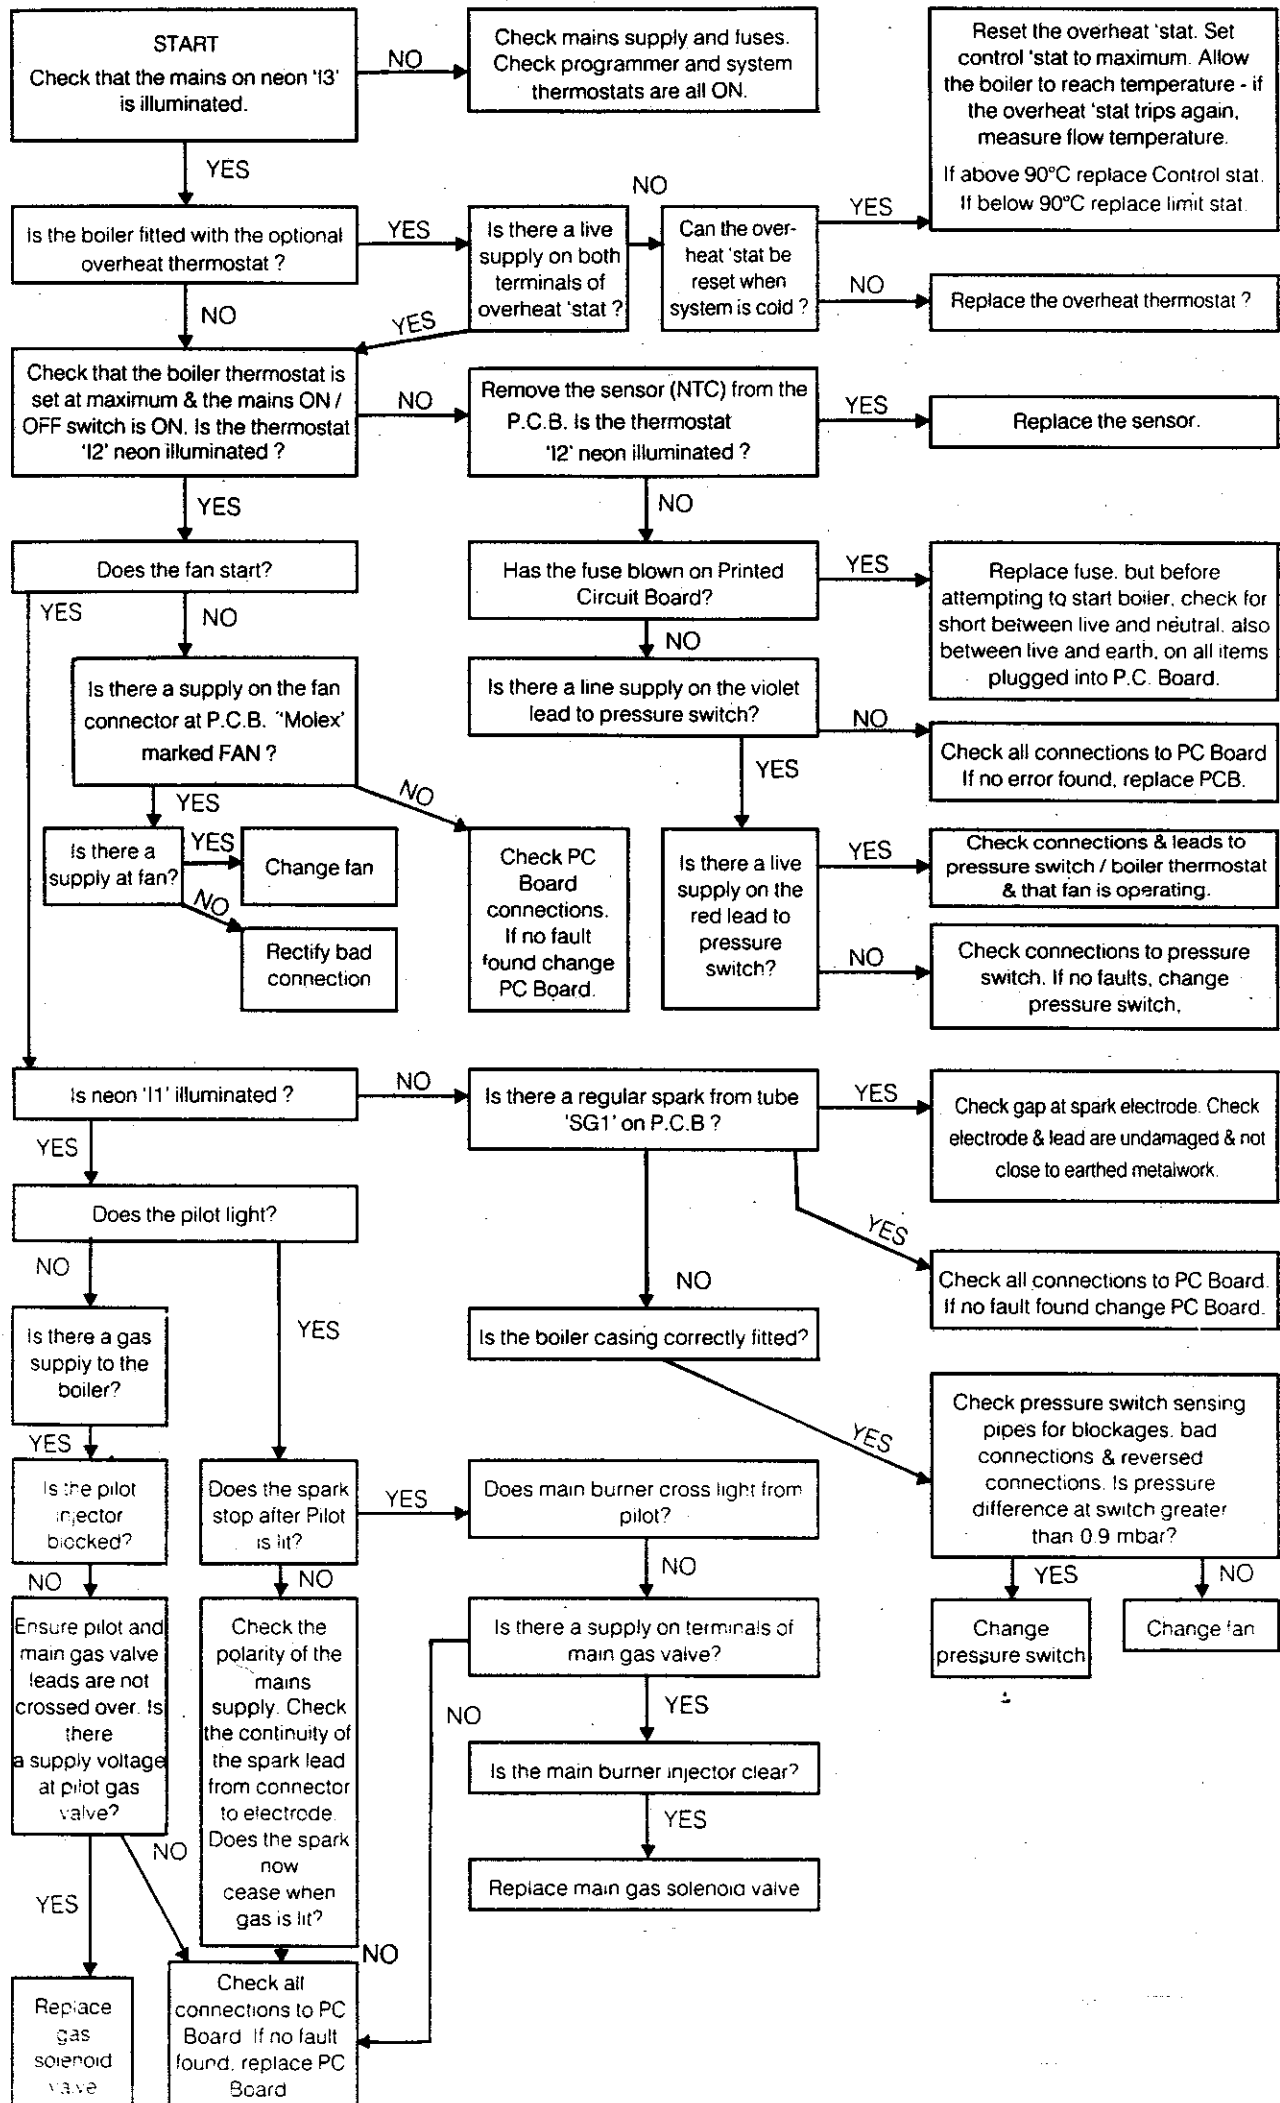 START
Check that the mains on neon 'I3'
is illuminated.
NO
Check mains supply and fuses.
Check programmer and system
thermostats are all ON.
Reset the overheat 'stat. Set
control 'stat to maximum. Allow
the boiler to reach temperature - if
the overheat 'stat trips again,
measure flow temperature.
If above 90°C replace Control stat.
If below 90°C replace limit stat.
YES
Is the boiler fitted with the optional
overheat thermostat ?
YES
Is there a live
supply on both
terminals of
overheat 'stat ?
NO
Can the over-
heat 'stat be
reset when
system is cold ?
YES
NO
Replace the overheat thermostat ?
NO
YES
Check that the boiler thermostat is
set at maximum & the mains ON /
OFF switch is ON. Is the thermostat
'I2' neon illuminated ?
NO
Remove the sensor (NTC) from the
P.C.B. Is the thermostat
'I2' neon illuminated ?
YES
Replace the sensor.
YES
NO
Does the fan start?
Has the fuse blown on Printed
Circuit Board?
YES
Replace fuse. but before
attempting to start boiler, check for
short between live and neutral. also
between live and earth, on all items
plugged into P.C. Board.
YES
NO
NO
Is there a supply on the fan
connector at P.C.B. "Molex'
marked FAN ?
Is there a line supply on the violet
lead to pressure switch?
NO
Check all connections to PC Board
If no error found, replace PCB.
YES
NO
YES
Is there a
supply at fan?
YES
Change fan
NO
Rectify bad
connection
Check PC
Board
connections.
If no fault
found change
PC Board.
Is there a live
supply on the
red lead to
pressure
switch?
YES
Check connections & leads to
pressure switch / boiler thermostat
& that fan is operating.
NO
Check connections to pressure
switch. If no faults, change
pressure switch,
Is neon 'I1' illuminated ?
NO
Is there a regular spark from tube
'SG1' on P.C.B ?
YES
Check gap at spark electrode. Check
electrode & lead are undamaged & not
close to earthed metalwork.
YES
Does the pilot light?
YES
Check all connections to PC Board.
If no fault found change PC Board.
NO
YES
NO
Is there a gas
supply to the
boiler?
Is the boiler casing correctly fitted?
YES
Check pressure switch sensing
pipes for blockages. bad
connections & reversed
connections. Is pressure
difference at switch greater
than 0.9 mbar?
YES
Is the pilot
injector
blocked?
Does the spark
stop after Pilot
is lit?
YES
Does main burner cross light from
pilot?
YES
NO
Change
pressure switch
Change fan
NO
NO
NO
Ensure pilot and
main gas valve
leads are not
crossed over. Is
there
a supply voltage
at pilot gas
valve?
Check the
polarity of the
mains
supply. Check
the continuity of
the spark lead
from connector
to electrode.
Does the spark
now
cease when
gas is lit?
Is there a supply on terminals of
main gas valve?
NO
YES
Is the main burner injector clear?
YES
Replace main gas solenoid valve
YES
NO
NO
Replace
gas
solenoid
valve
Check all
connections to PC
Board If no fault
found, replace PC
Board